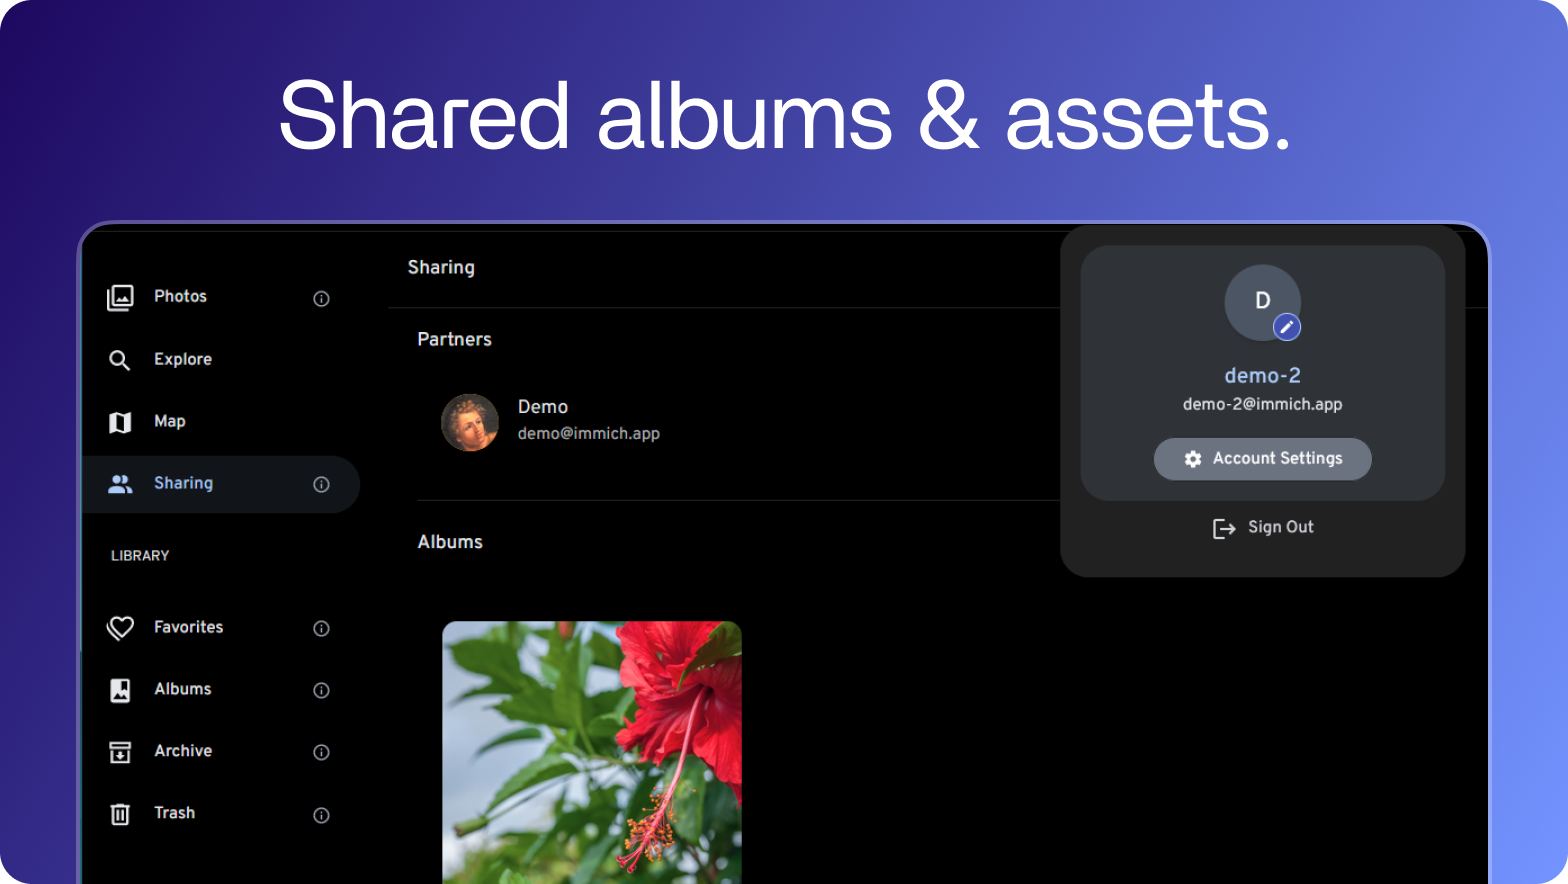 Shared albums & assets.
Photos
Explore
Map
Sharing
LIBRARY
Favorites
Albums
Archive
Trash
Sharing
Partners
Demo
demo@immich.app
Albums
D
demo-2
demo-2@immich.app
Account Settings
Sign Out